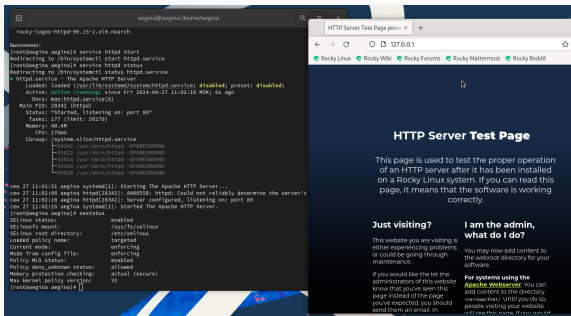 aegina@aegina:/home/aegina
rocky-logos-httpd-90.15-2.el9.noarch
Выполнено!
[root@aegina aegina]# service httpd start
Redirecting to /bin/systemctl start httpd.service
[root@aegina aegina]# service httpd status
Redirecting to /bin/systemctl status httpd.service
● httpd.service - The Apache HTTP Server
Loaded: loaded (/usr/lib/systemd/system/httpd.service; disabled; preset: disabled)
Active: active (running) since Fri 2024-09-27 11:02:16 MSK; 6s ago
Docs: man:httpd.service(8)
Main PID: 28342 (httpd)
Status: "Started, listening on: port 80"
Tasks: 177 (limit: 50270)
Memory: 40.4M
CPU: 176ms
CGroup: /system.slice/httpd.service
/usr/sbin/httpd -DFOREGROUND
/usr/sbin/httpd -DFOREGROUND
/usr/sbin/httpd -DFOREGROUND
/usr/sbin/httpd -DFOREGROUND
/usr/sbin/httpd -DFOREGROUND
сен 27 11:01:51 aegina systemd[1]: Starting The Apache HTTP Server...
сен 27 11:02:06 aegina httpd[28342]: AH00558: httpd: Could not reliably determine the server's
сен 27 11:02:16 aegina httpd[28342]: Server configured, listening on: port 80
сен 27 11:02:16 aegina systemd[1]: Started The Apache HTTP Server.
[root@aegina aegina]# sestatus
SELinux status: enabled
SELinuxfs mount: /sys/fs/selinux
SELinux root directory: /etc/selinux
Loaded policy name: targeted
Current mode: enforcing
Mode from config file: enforcing
Policy MLS status: enabled
Policy deny_unknown status: allowed
Memory protection checking: actual (secure)
Max kernel policy version: 33
[root@aegina aegina]#
HTTP Server Test Page power
127.0.0.1
Rocky Linux Rocky Wiki Rocky Forums Rocky Mattermost Rocky Reddit
HTTP Server Test Page
This page is used to test the proper operation
of an HTTP server after it has been installed
on a Rocky Linux system. If you can read this
page, it means that the software is working
correctly.
Just visiting?
This website you are visiting is
either experiencing problems
or could be going through
maintenance.
If you would like the let the
administrators of this website
know that you've seen this
page instead of the page
you've expected, you should
send them an email. In
I am the admin,
what do I do?
You may now add content to
the webroot directory for your
software.
For systems using the
Apache Webserver: You can
add content to the directory
/var/www/html/. Until you do so,
people visiting your website
will see this page. If you would